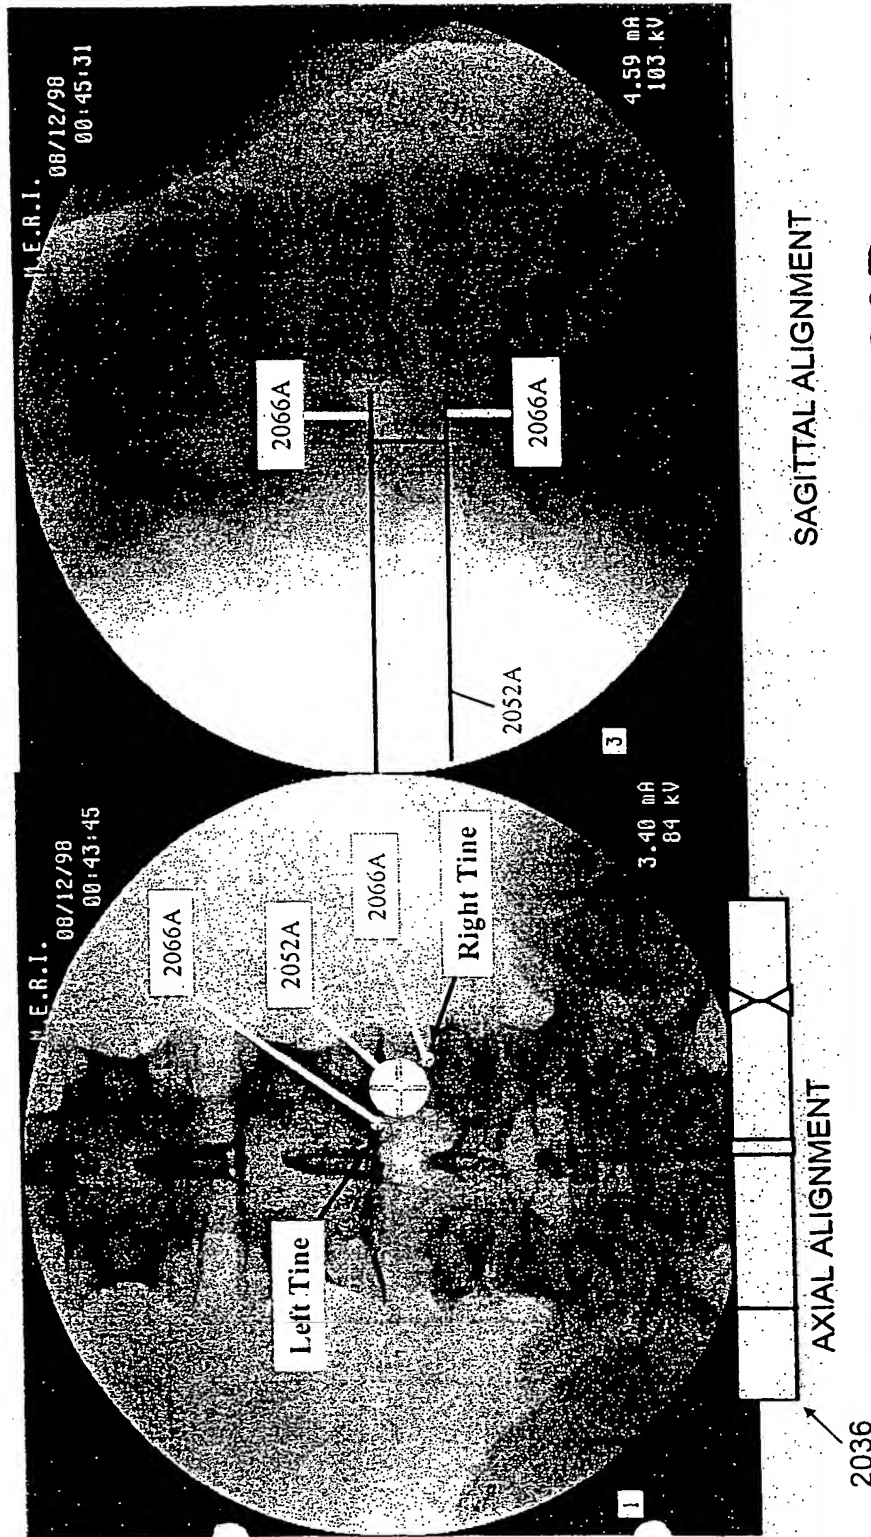 M.E.R.I.
08/12/98
00:43:45
2066A
2052A
2066A
Left Tine
Right Tine
3.40 mA
84 kV
1
AXIAL ALIGNMENT
2036
M.E.R.I.
08/12/98
00:45:31
2066A
2066A
2052A
4.59 mA
103 kV
3
SAGITTAL ALIGNMENT